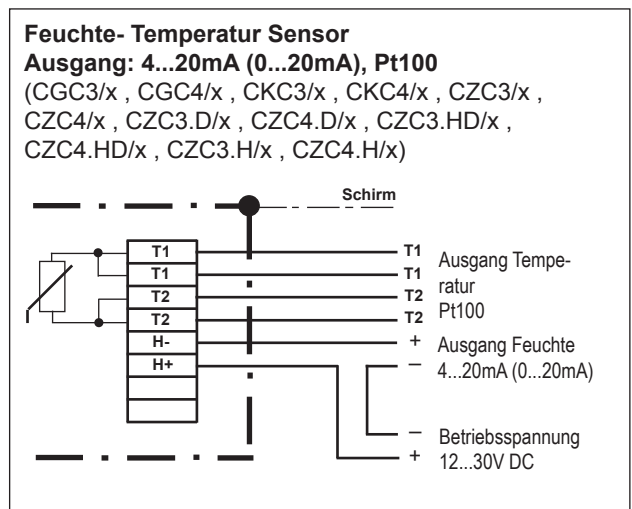 Feuchte- Temperatur Sensor
Ausgang: 4...20mA (0...20mA), Pt100
(CGC3/x , CGC4/x , CKC3/x , CKC4/x , CZC3/x ,
CZC4/x , CZC3.D/x , CZC4.D/x , CZC3.HD/x ,
CZC4.HD/x , CZC3.H/x , CZC4.H/x)
Schirm
T1
T1
T2
T2
H-
H+
T1
T1
T2
T2
+
–
–
+
Ausgang Tempe-
ratur
Pt100
Ausgang Feuchte
4...20mA (0...20mA)
Betriebsspannung
12...30V DC